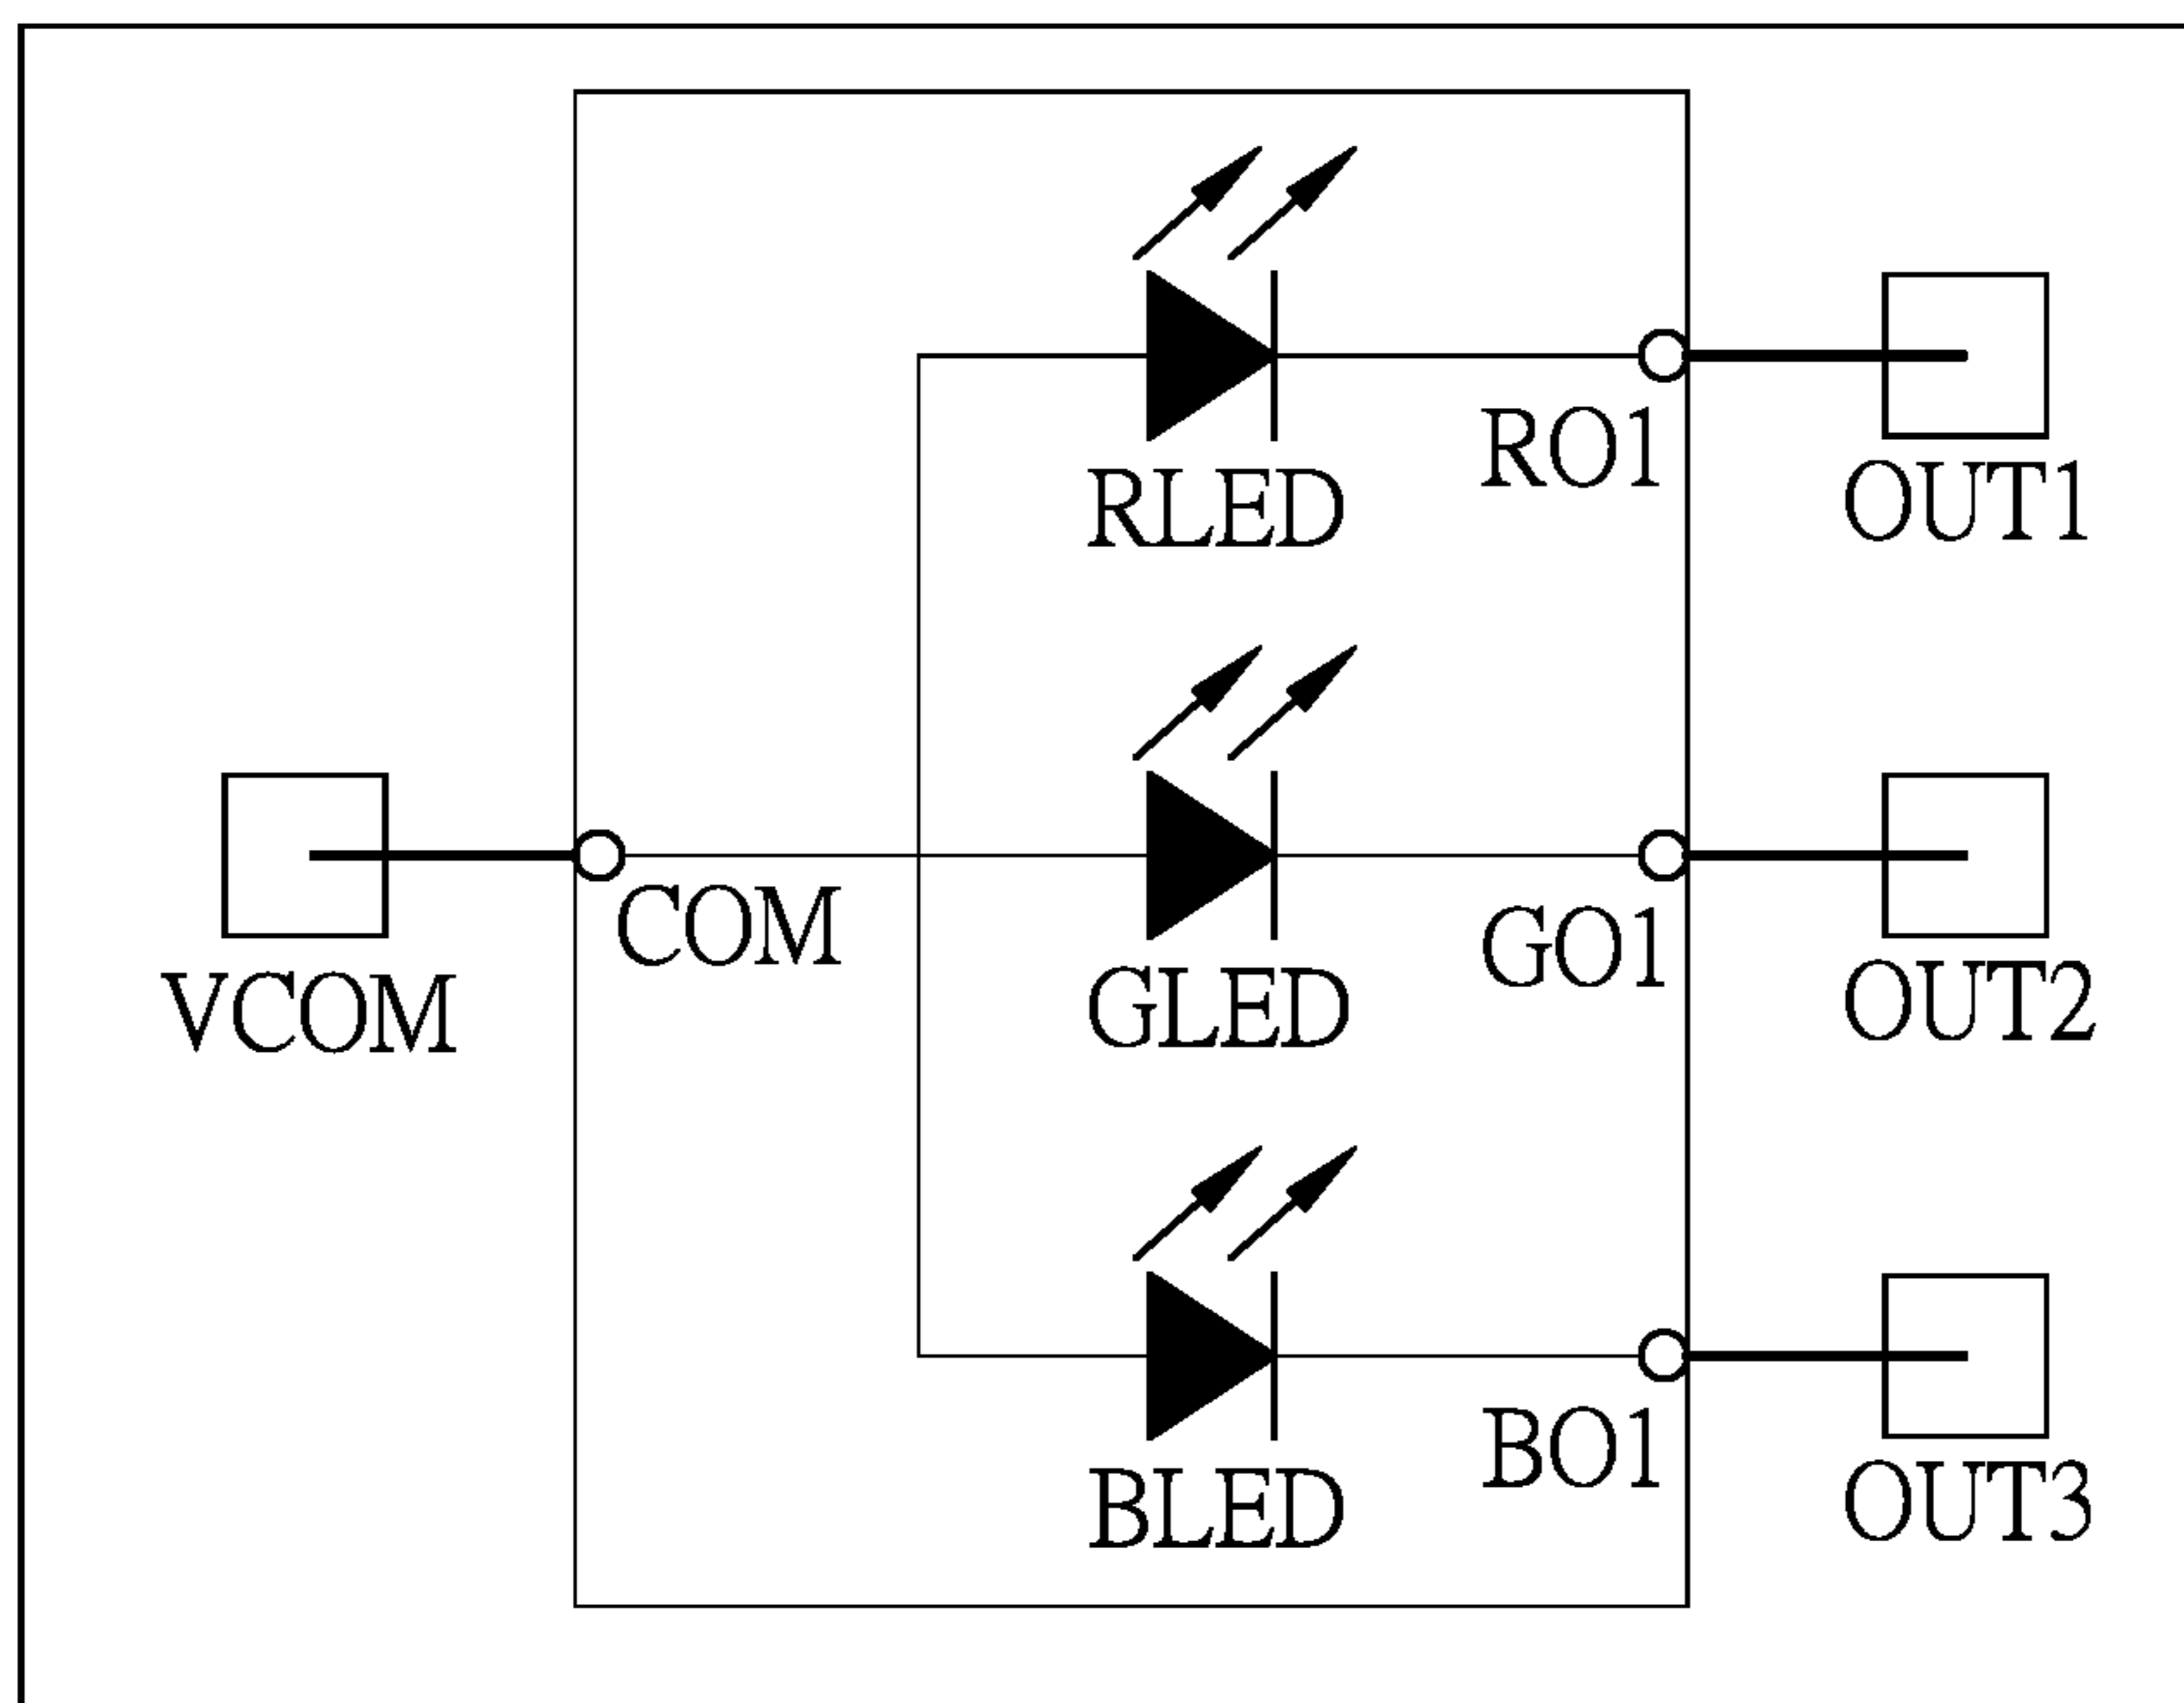 RO1
RLED
OUT1
COM
GO1
VCOM
GLED
OUT2
BO1
BLED
OUT3